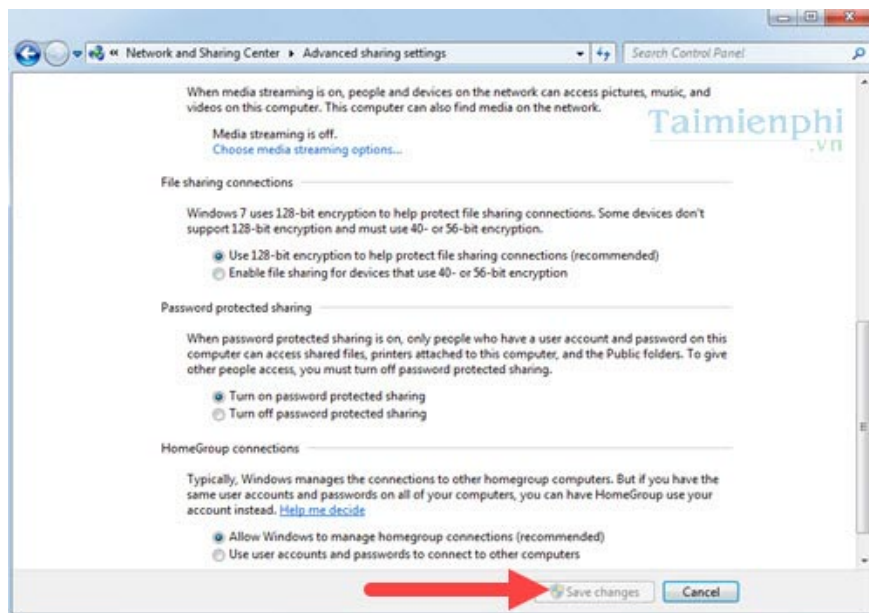 « Network and Sharing Center ▸ Advanced sharing settings
Search Control Panel
When media streaming is on, people and devices on the network can access pictures, music, and
videos on this computer. This computer can also find media on the network.
Taimienphi
.vn
Media streaming is off.
Choose media streaming options...
File sharing connections
Windows 7 uses 128-bit encryption to help protect file sharing connections. Some devices don't
support 128-bit encryption and must use 40- or 56-bit encryption.
Use 128-bit encryption to help protect file sharing connections (recommended)
Enable file sharing for devices that use 40- or 56-bit encryption
Password protected sharing
When password protected sharing is on, only people who have a user account and password on this
computer can access shared files, printers attached to this computer, and the Public folders. To give
other people access, you must turn off password protected sharing.
Turn on password protected sharing
Turn off password protected sharing
HomeGroup connections
Typically, Windows manages the connections to other homegroup computers. But if you have the
same user accounts and passwords on all of your computers, you can have HomeGroup use your
account instead. Help me decide
Allow Windows to manage homegroup connections (recommended)
Use user accounts and passwords to connect to other computers
Save changes
Cancel